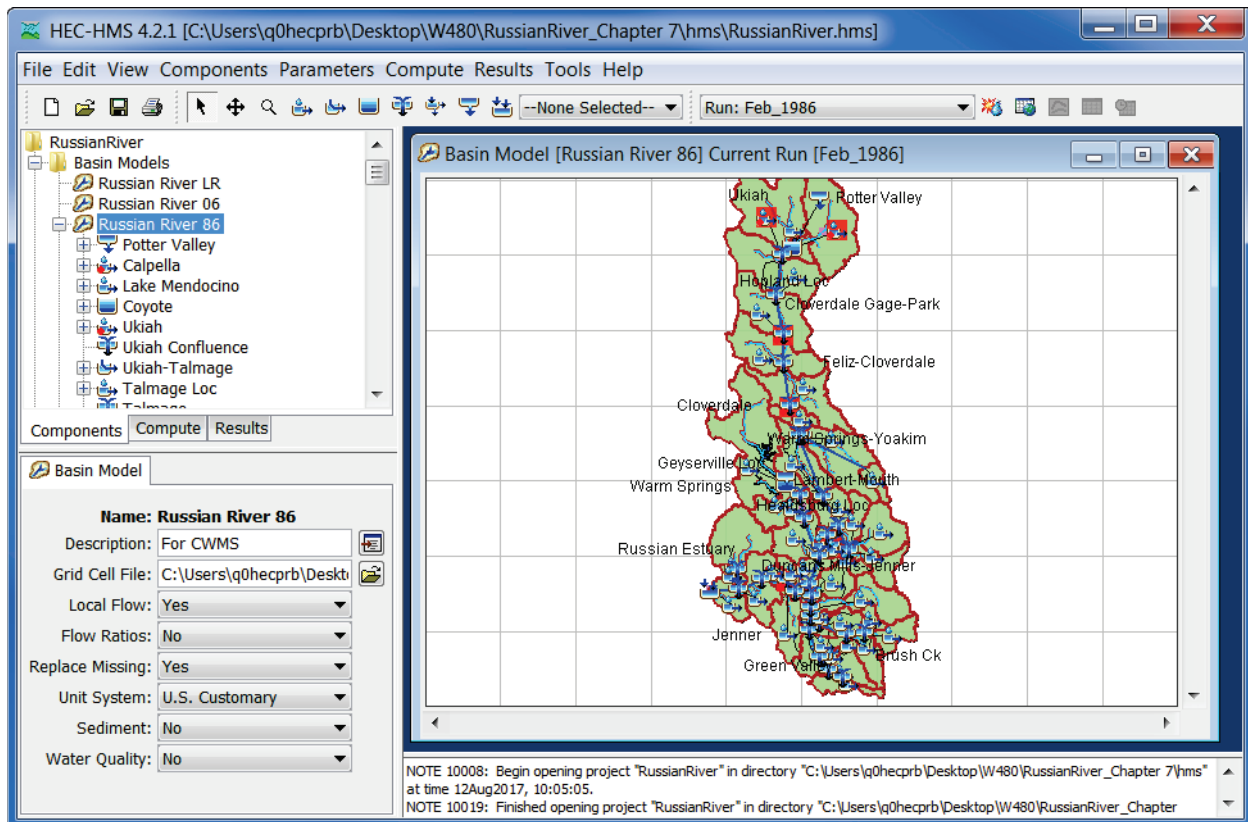 HEC-HMS 4.2.1 [C:\Users\q0hecprb\Desktop\W480\RussianRiver_Chapter 7\hms\RussianRiver.hms]
File Edit View Components Parameters Compute Results Tools Help
--None Selected-- Run: Feb_1986
RussianRiver
Basin Models
Russian River LR
Russian River 06
Russian River 86
Potter Valley
Calpella
Lake Mendocino
Coyote
Ukiah
Ukiah Confluence
Ukiah-Talmage
Talmage Loc
Talmage
Components Compute Results
Basin Model
Name: Russian River 86
Description: For CWMS
Grid Cell File: C:\Users\q0hecprb\Deskt
Local Flow: Yes
Flow Ratios: No
Replace Missing: Yes
Unit System: U.S. Customary
Sediment: No
Water Quality: No
Basin Model [Russian River 86] Current Run [Feb_1986]
Ukiah Potter Valley
Hopland Loc
Cloverdale Gage-Park
Feliz-Cloverdale
Cloverdale
Warm Springs-Yoakim
Geyserville Loc
Lambert-Mouth
Warm Springs
Healdsburg Loc
Russian Estuary
Duncans Mills-Jenner
Jenner
Brush Ck
Green Valley
NOTE 10008: Begin opening project "RussianRiver" in directory "C:\Users\q0hecprb\Desktop\W480\RussianRiver_Chapter 7\hms"
at time 12Aug2017, 10:05:05.
NOTE 10019: Finished opening project "RussianRiver" in directory "C:\Users\q0hecprb\Desktop\W480\RussianRiver_Chapter